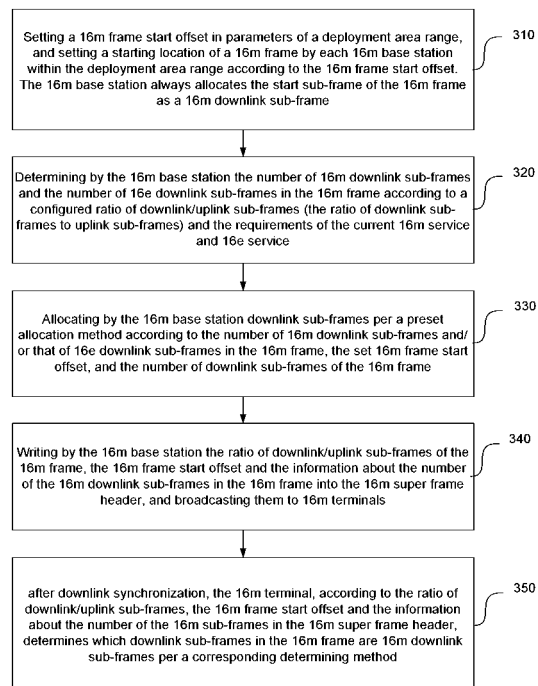 Setting a 16m frame start offset in parameters of a deployment area range,
and setting a starting location of a 16m frame by each 16m base station
within the deployment area range according to the 16m frame start offset.
The 16m base station always allocates the start sub-frame of the 16m frame
as a 16m downlink sub-frame
310
Determining by the 16m base station the number of 16m downlink sub-frames
and the number of 16e downlink sub-frames in the 16m frame according to a
configured ratio of downlink/uplink sub-frames (the ratio of downlink sub-
frames to uplink sub-frames) and the requirements of the current 16m service
and 16e service
320
Allocating by the 16m base station downlink sub-frames per a preset
allocation method according to the number of 16m downlink sub-frames and/
or that of 16e downlink sub-frames in the 16m frame, the set 16m frame start
offset, and the number of downlink sub-frames of the 16m frame
330
Writing by the 16m base station the ratio of downlink/uplink sub-frames of the
16m frame, the 16m frame start offset and the information about the number
of the 16m downlink sub-frames in the 16m frame into the 16m super frame
header, and broadcasting them to 16m terminals
340
after downlink synchronization, the 16m terminal, according to the ratio of
downlink/uplink sub-frames, the 16m frame start offset and the information
about the number of the 16m sub-frames in the 16m super frame header,
determines which downlink sub-frames in the 16m frame are 16m downlink
sub-frames per a corresponding determining method
350